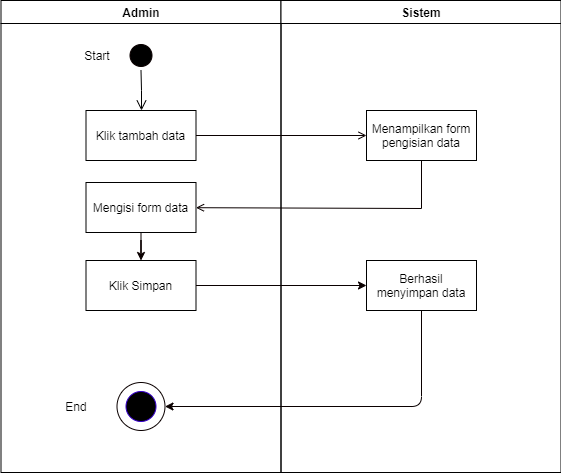 Admin
Sistem
Start
Klik tambah data
Menampilkan form
pengisian data
Mengisi form data
Klik Simpan
Berhasil
menyimpan data
End